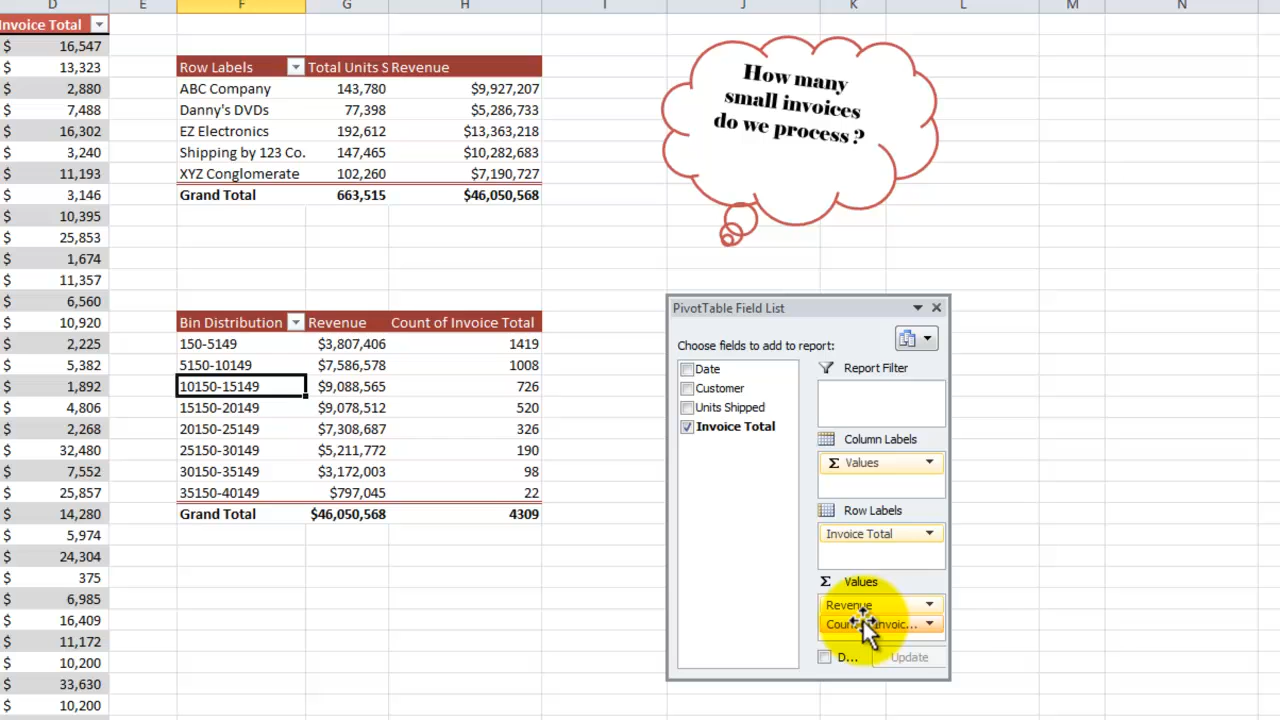 D E F G H I J K L M N
Invoice Total
$ 16,547
$ 13,323
$ 2,880
$ 7,488
$ 16,302
$ 3,240
$ 11,193
$ 3,146
$ 10,395
$ 25,853
$ 1,674
$ 11,357
$ 6,560
$ 10,920
$ 2,225
$ 5,382
$ 1,892
$ 4,806
$ 2,268
$ 32,480
$ 7,552
$ 25,857
$ 14,280
$ 5,974
$ 24,304
$ 375
$ 6,985
$ 16,409
$ 11,172
$ 10,200
$ 33,630
$ 10,200
Row Labels Total Units S Revenue
ABC Company 143,780 $9,927,207
Danny's DVDs 77,398 $5,286,733
EZ Electronics 192,612 $13,363,218
Shipping by 123 Co. 147,465 $10,282,683
XYZ Conglomerate 102,260 $7,190,727
Grand Total 663,515 $46,050,568
Bin Distribution Revenue Count of Invoice Total
150-5149 $3,807,406 1419
5150-10149 $7,586,578 1008
10150-15149 $9,088,565 726
15150-20149 $9,078,512 520
20150-25149 $7,308,687 326
25150-30149 $5,211,772 190
30150-35149 $3,172,003 98
35150-40149 $797,045 22
Grand Total $46,050,568 4309
How many
small invoices
do we process ?
PivotTable Field List
Choose fields to add to report:
Date
Customer
Units Shipped
Invoice Total
Report Filter
Column Labels
Σ Values
Row Labels
Invoice Total
Σ Values
Revenue
Invoic...
D... Update